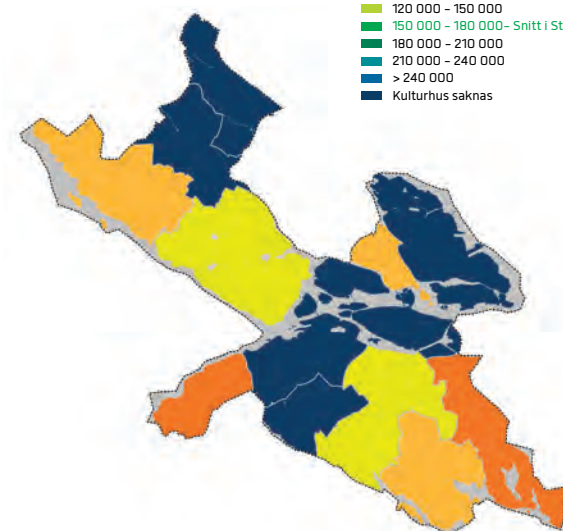 120 000 – 150 000
150 000 – 180 000– Snitt i St
180 000 – 210 000
210 000 – 240 000
> 240 000
Kulturhus saknas